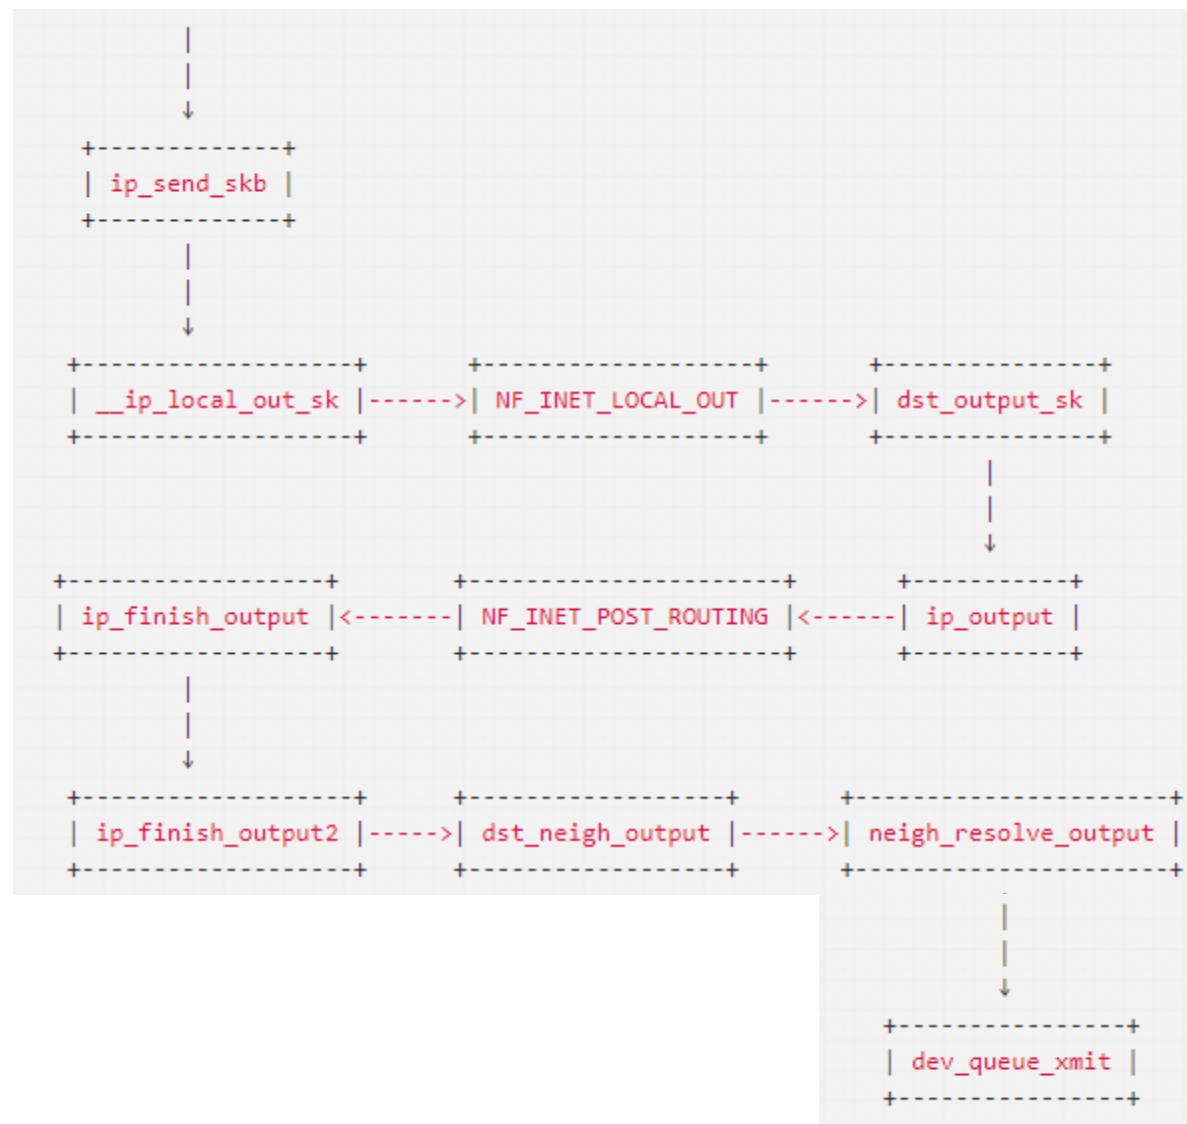 ip_send_skb
__ip_local_out_sk |------>| NF_INET_LOCAL_OUT |------>| dst_output_sk
ip_finish_output |<-------| NF_INET_POST_ROUTING |<------| ip_output
ip_finish_output2 |----->| dst_neigh_output |------>| neigh_resolve_output
dev_queue_xmit